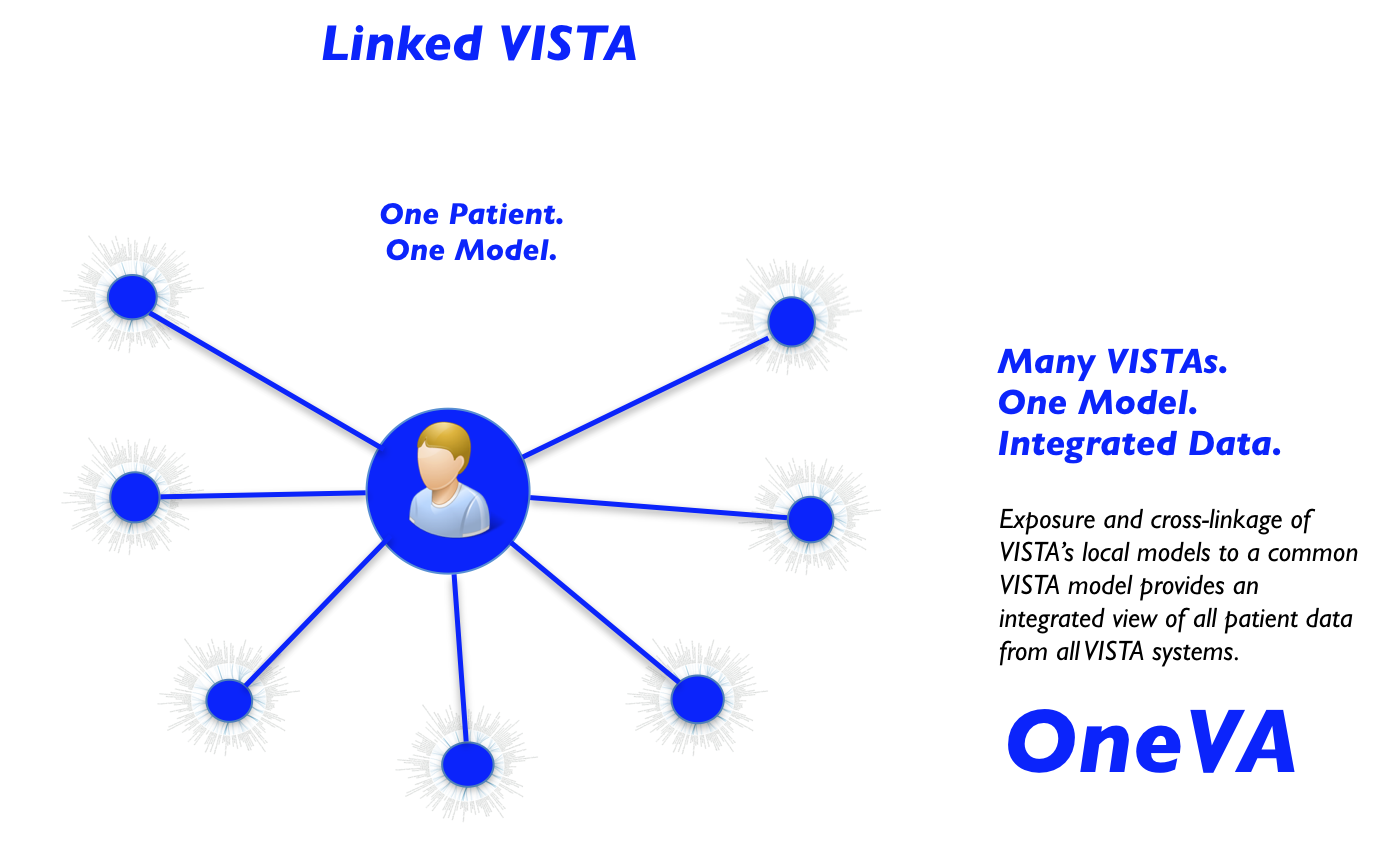 Linked VISTA
One Patient.
One Model.
Many VISTAs.
One Model.
Integrated Data.
Exposure and cross-linkage of
VISTA's local models to a common
VISTA model provides an
integrated view of all patient data
from all VISTA systems.
OneVA